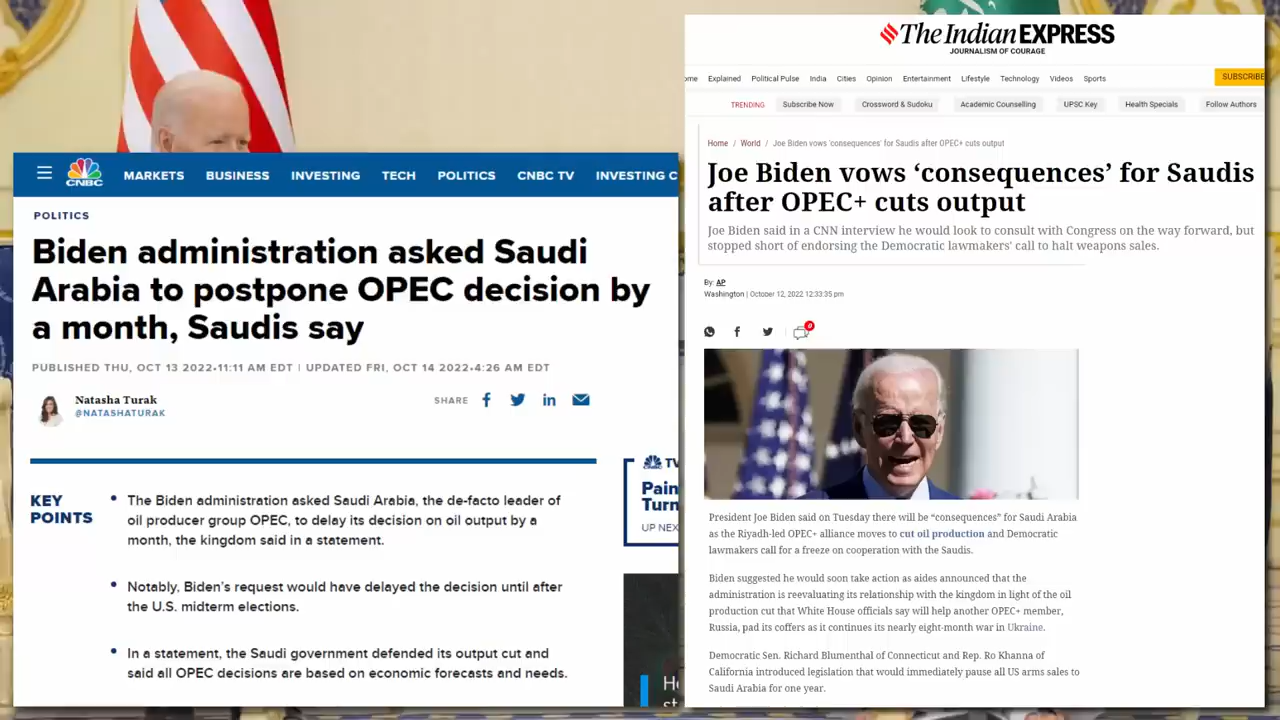 CNBC
MARKETS BUSINESS INVESTING TECH POLITICS CNBC TV INVESTING C
POLITICS
Biden administration asked Saudi
Arabia to postpone OPEC decision by
a month, Saudis say
PUBLISHED THU, OCT 13 2022•11:11 AM EDT | UPDATED FRI, OCT 14 2022•4:26 AM EDT
Natasha Turak
@NATASHATURAK
SHARE
KEY
POINTS
• The Biden administration asked Saudi Arabia, the de-facto leader of
oil producer group OPEC, to delay its decision on oil output by a
month, the kingdom said in a statement.
• Notably, Biden's request would have delayed the decision until after
the U.S. midterm elections.
• In a statement, the Saudi government defended its output cut and
said all OPEC decisions are based on economic forecasts and needs.
CNBC TV
Pain
Turn
UP NEX
He
st
The Indian EXPRESS
JOURNALISM OF COURAGE
ome Explained Political Pulse India Cities Opinion Entertainment Lifestyle Technology Videos Sports
SUBSCRIBE
TRENDING Subscribe Now Crossword & Sudoku Academic Counselling UPSC Key Health Specials Follow Authors
Home / World / Joe Biden vows 'consequences' for Saudis after OPEC+ cuts output
Joe Biden vows ‘consequences’ for Saudis
after OPEC+ cuts output
Joe Biden said in a CNN interview he would look to consult with Congress on the way forward, but
stopped short of endorsing the Democratic lawmakers' call to halt weapons sales.
By: AP
Washington | October 12, 2022 12:33:35 pm
0
President Joe Biden said on Tuesday there will be “consequences” for Saudi Arabia
as the Riyadh-led OPEC+ alliance moves to cut oil production and Democratic
lawmakers call for a freeze on cooperation with the Saudis.
Biden suggested he would soon take action as aides announced that the
administration is reevaluating its relationship with the kingdom in light of the oil
production cut that White House officials say will help another OPEC+ member,
Russia, pad its coffers as it continues its nearly eight-month war in Ukraine.
Democratic Sen. Richard Blumenthal of Connecticut and Rep. Ro Khanna of
California introduced legislation that would immediately pause all US arms sales to
Saudi Arabia for one year.